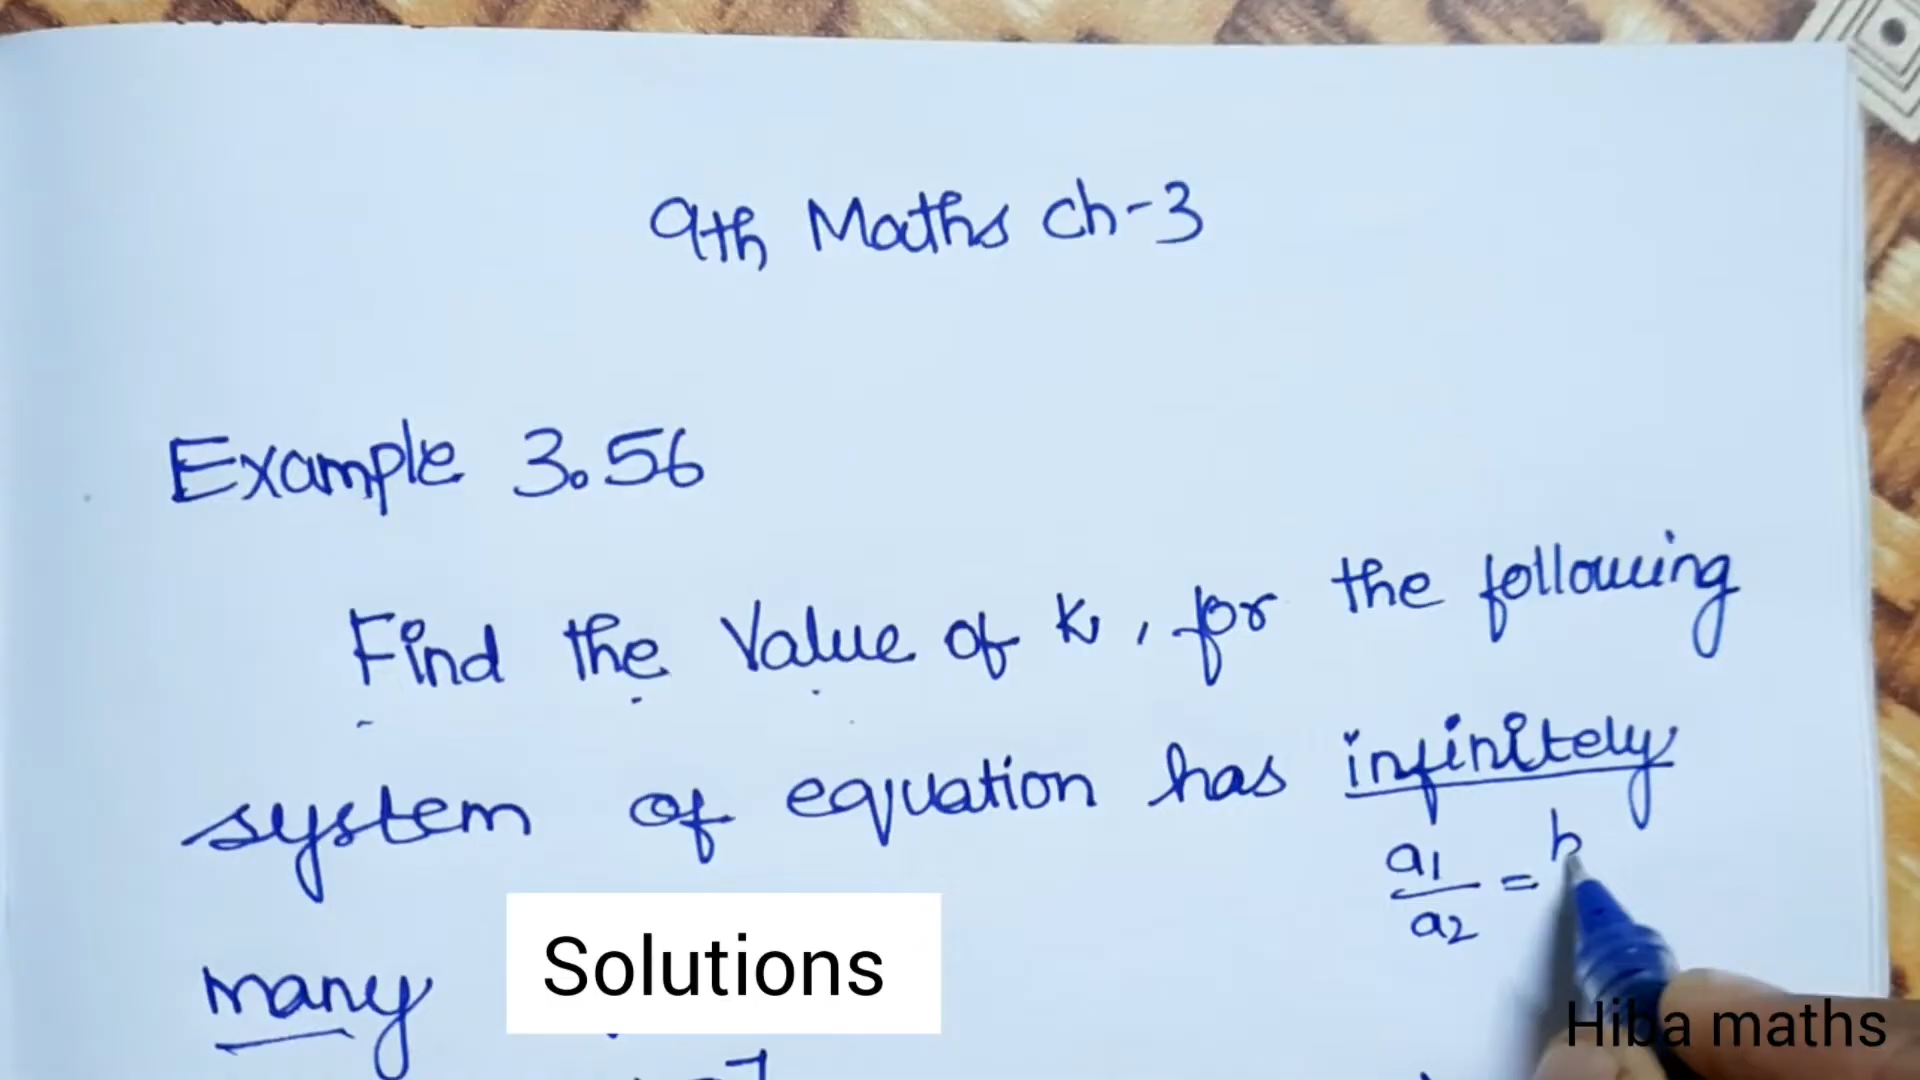 9th Maths ch-3
Example 3.56
Find the Value of k, for the following
system of equation has infinitely
a1/a2 = b
many Solutions
Hiba maths